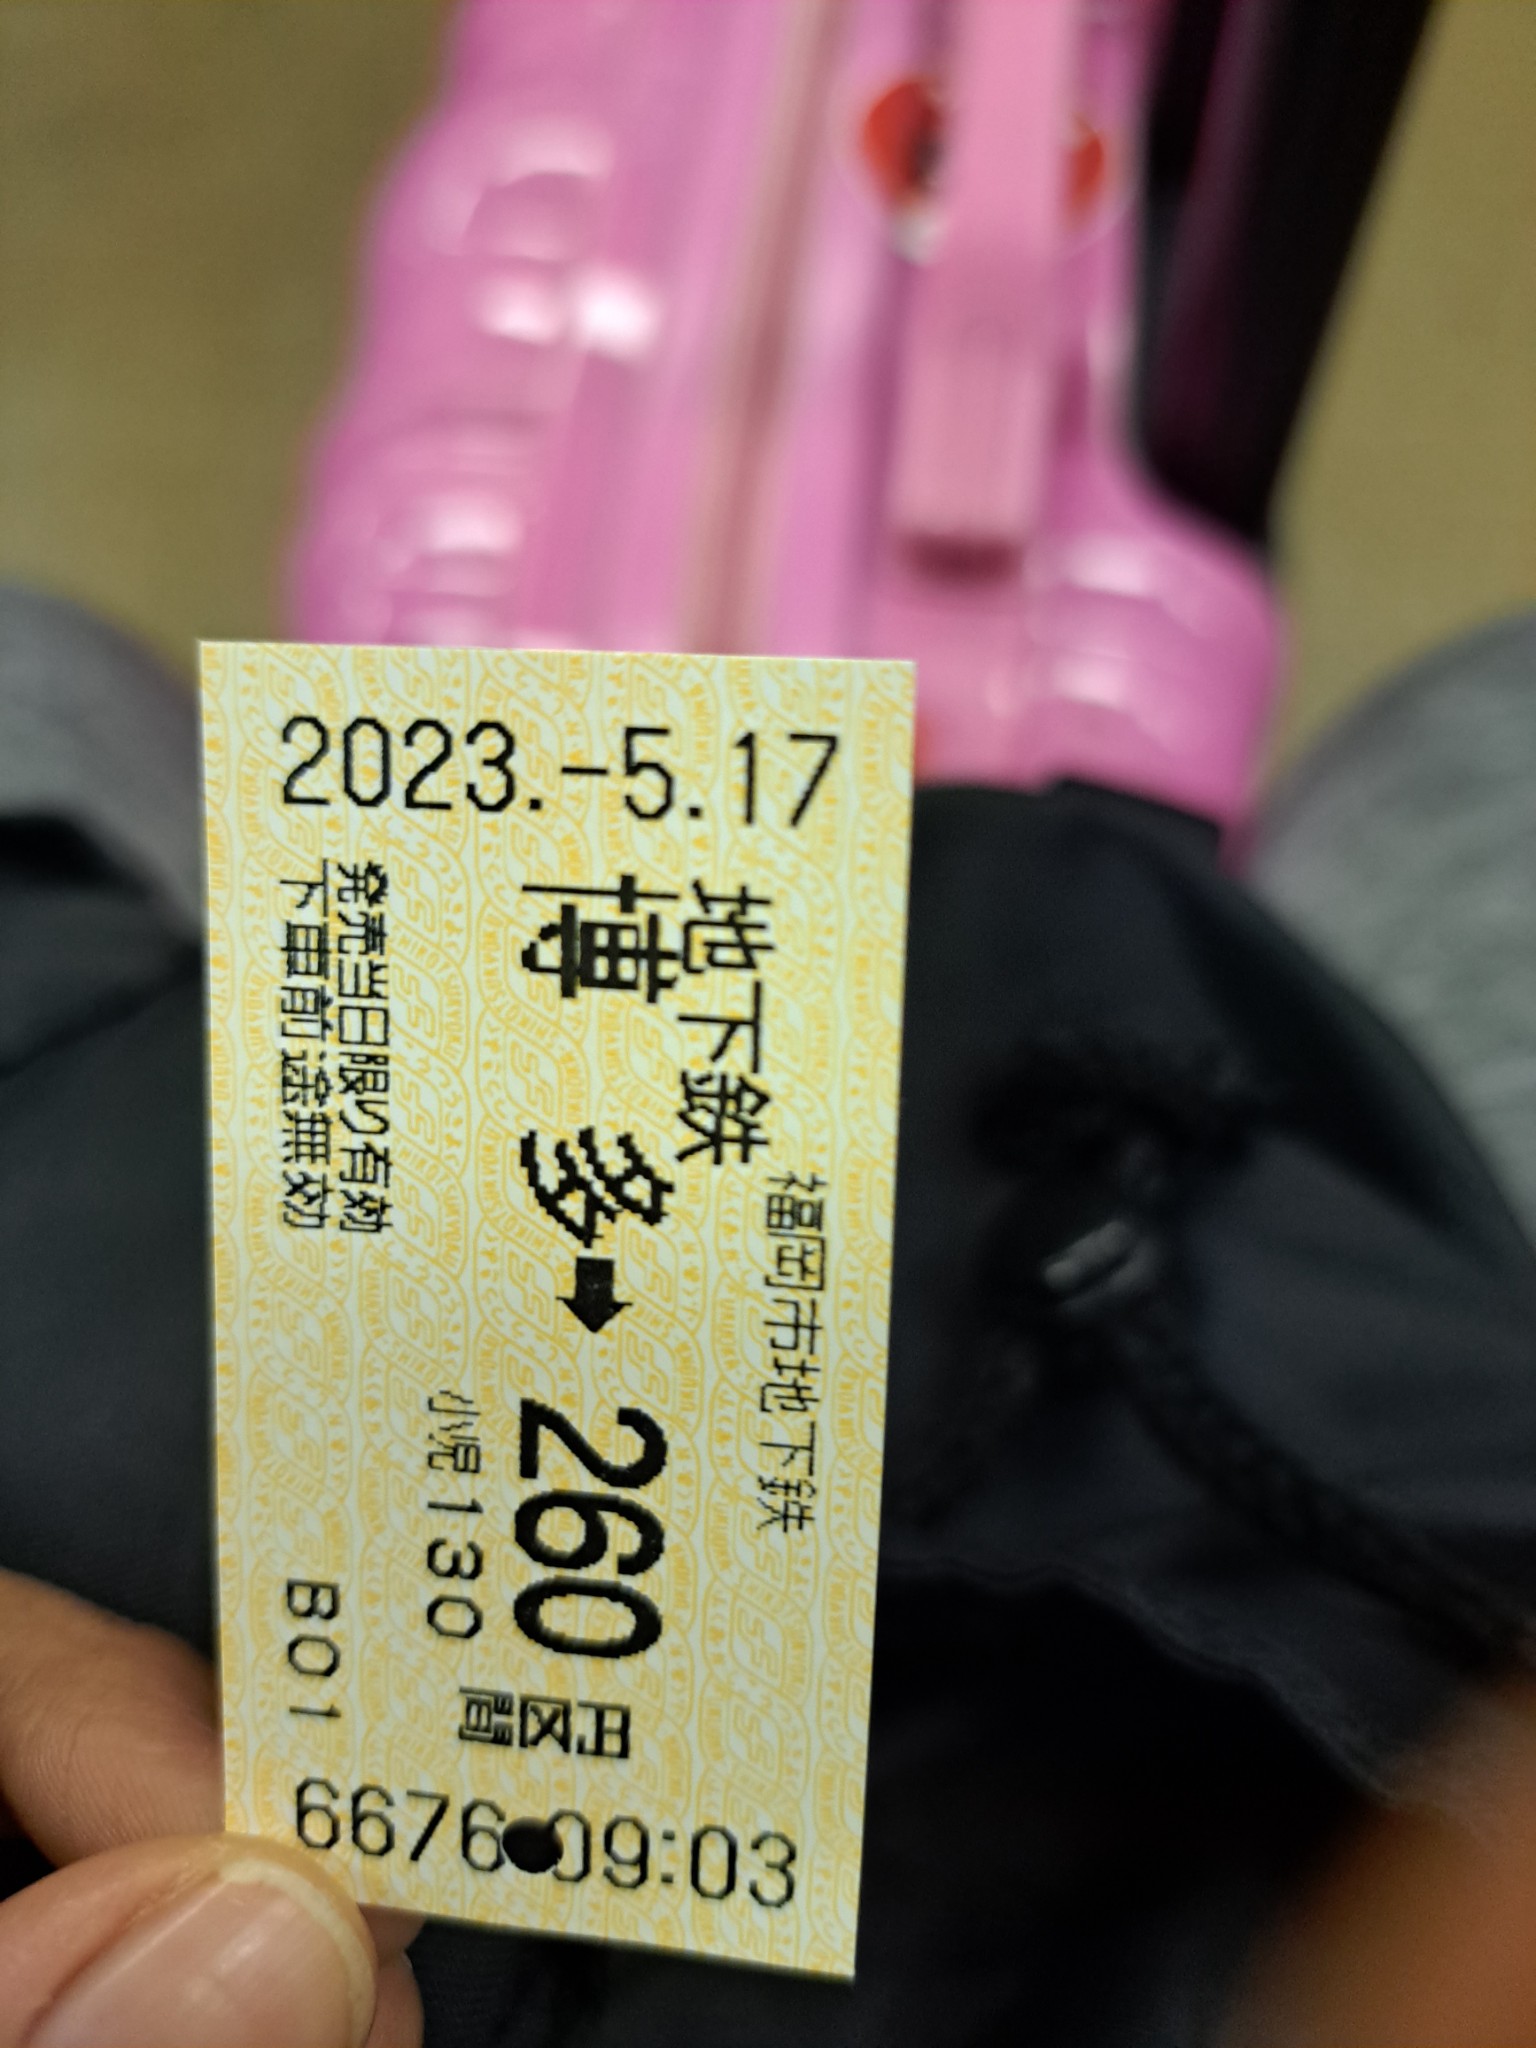 福岡市地下鉄
地下鉄
博多➡260円区間
小児130
発売当日限り有効
下車前途無効
B01
2023.-5.17
6676 09:03